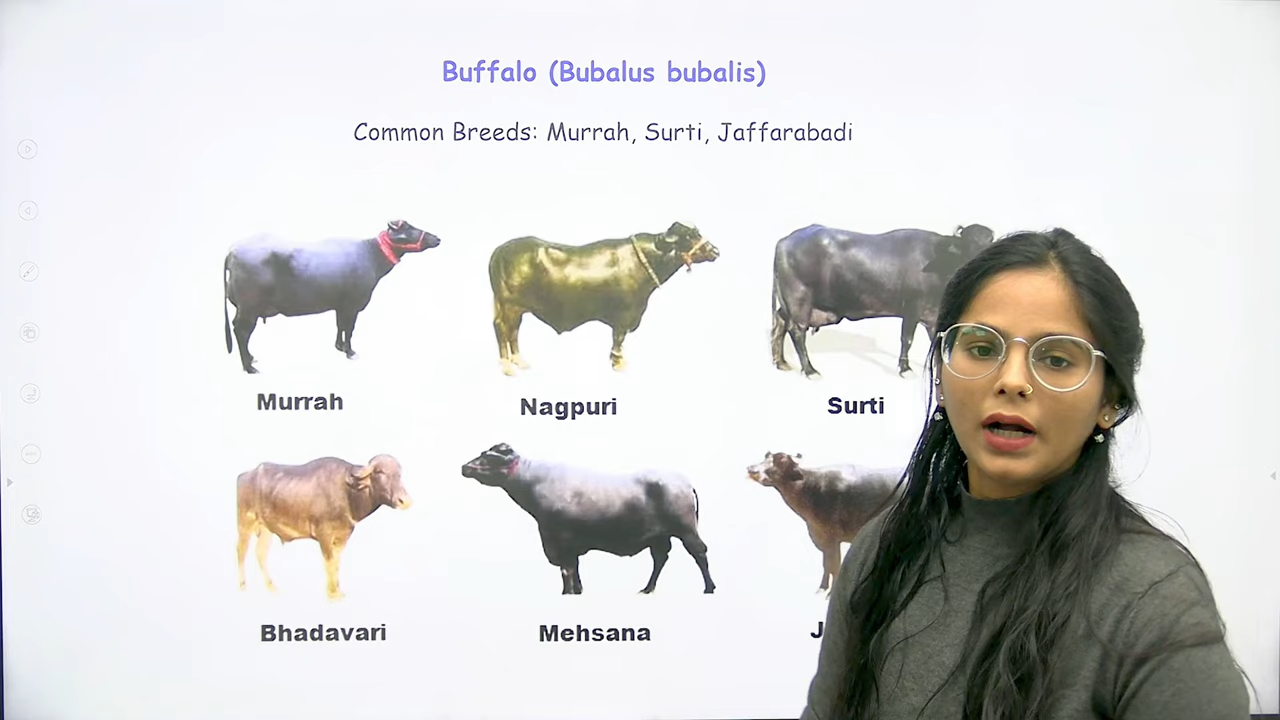 Buffalo (Bubalus bubalis)
Common Breeds: Murrah, Surti, Jaffarabadi
Murrah
Nagpuri
Surti
Bhadavari
Mehsana